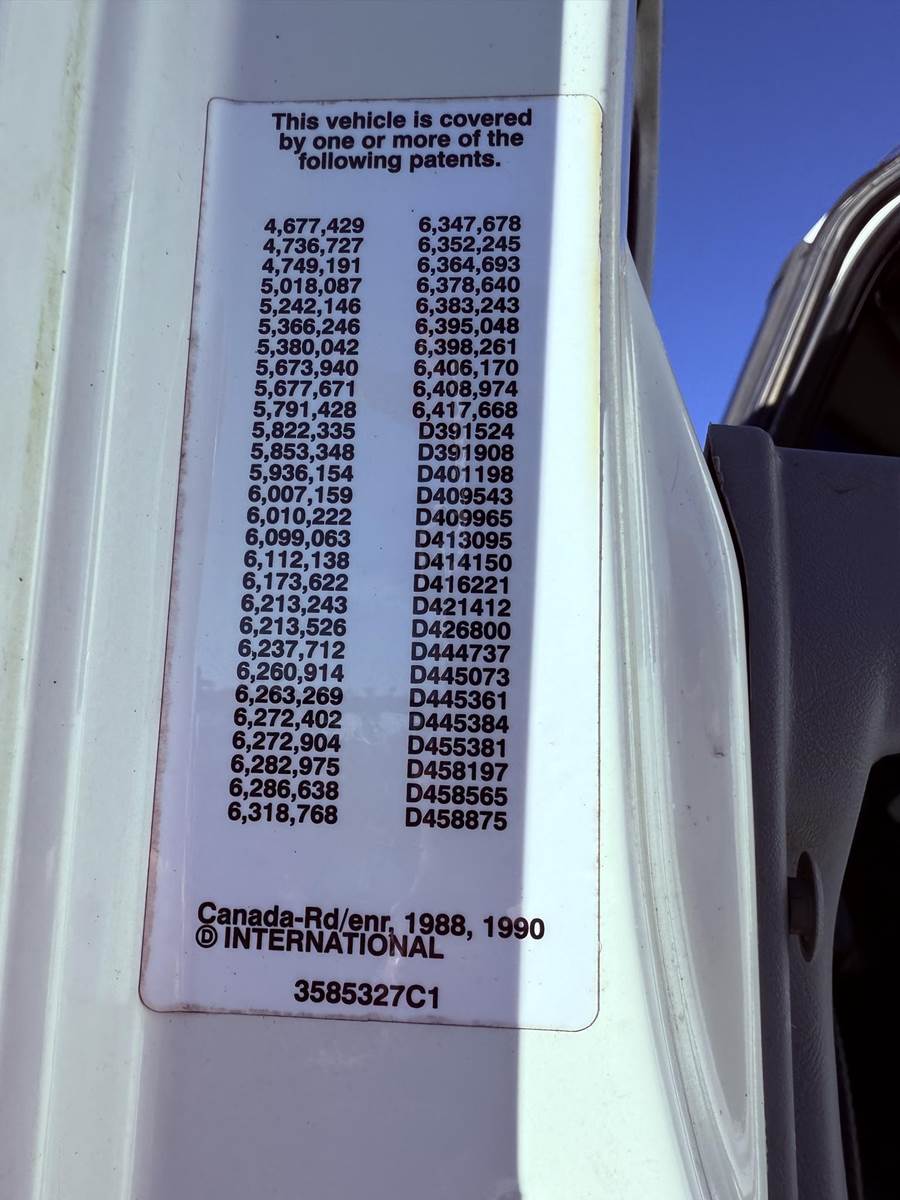 This vehicle is covered
by one or more of the
following patents.
4,677,429 6,347,678
4,736,727 6,352,245
4,749,191 6,364,693
5,018,087 6,378,640
5,242,146 6,383,243
5,366,246 6,395,048
5,380,042 6,398,261
5,673,940 6,406,170
5,677,671 6,408,974
5,791,428 6,417,668
5,822,335 D391524
5,853,348 D391908
5,936,154 D401198
6,007,159 D409543
6,010,222 D409965
6,099,063 D413095
6,112,138 D414150
6,173,622 D416221
6,213,243 D421412
6,213,526 D426800
6,237,712 D444737
6,260,914 D445073
6,263,269 D445361
6,272,402 D445384
6,272,904 D455381
6,282,975 D458197
6,286,638 D458565
6,318,768 D458875
Canada-Rd/enr, 1988, 1990
Ⓓ INTERNATIONAL
3585327C1